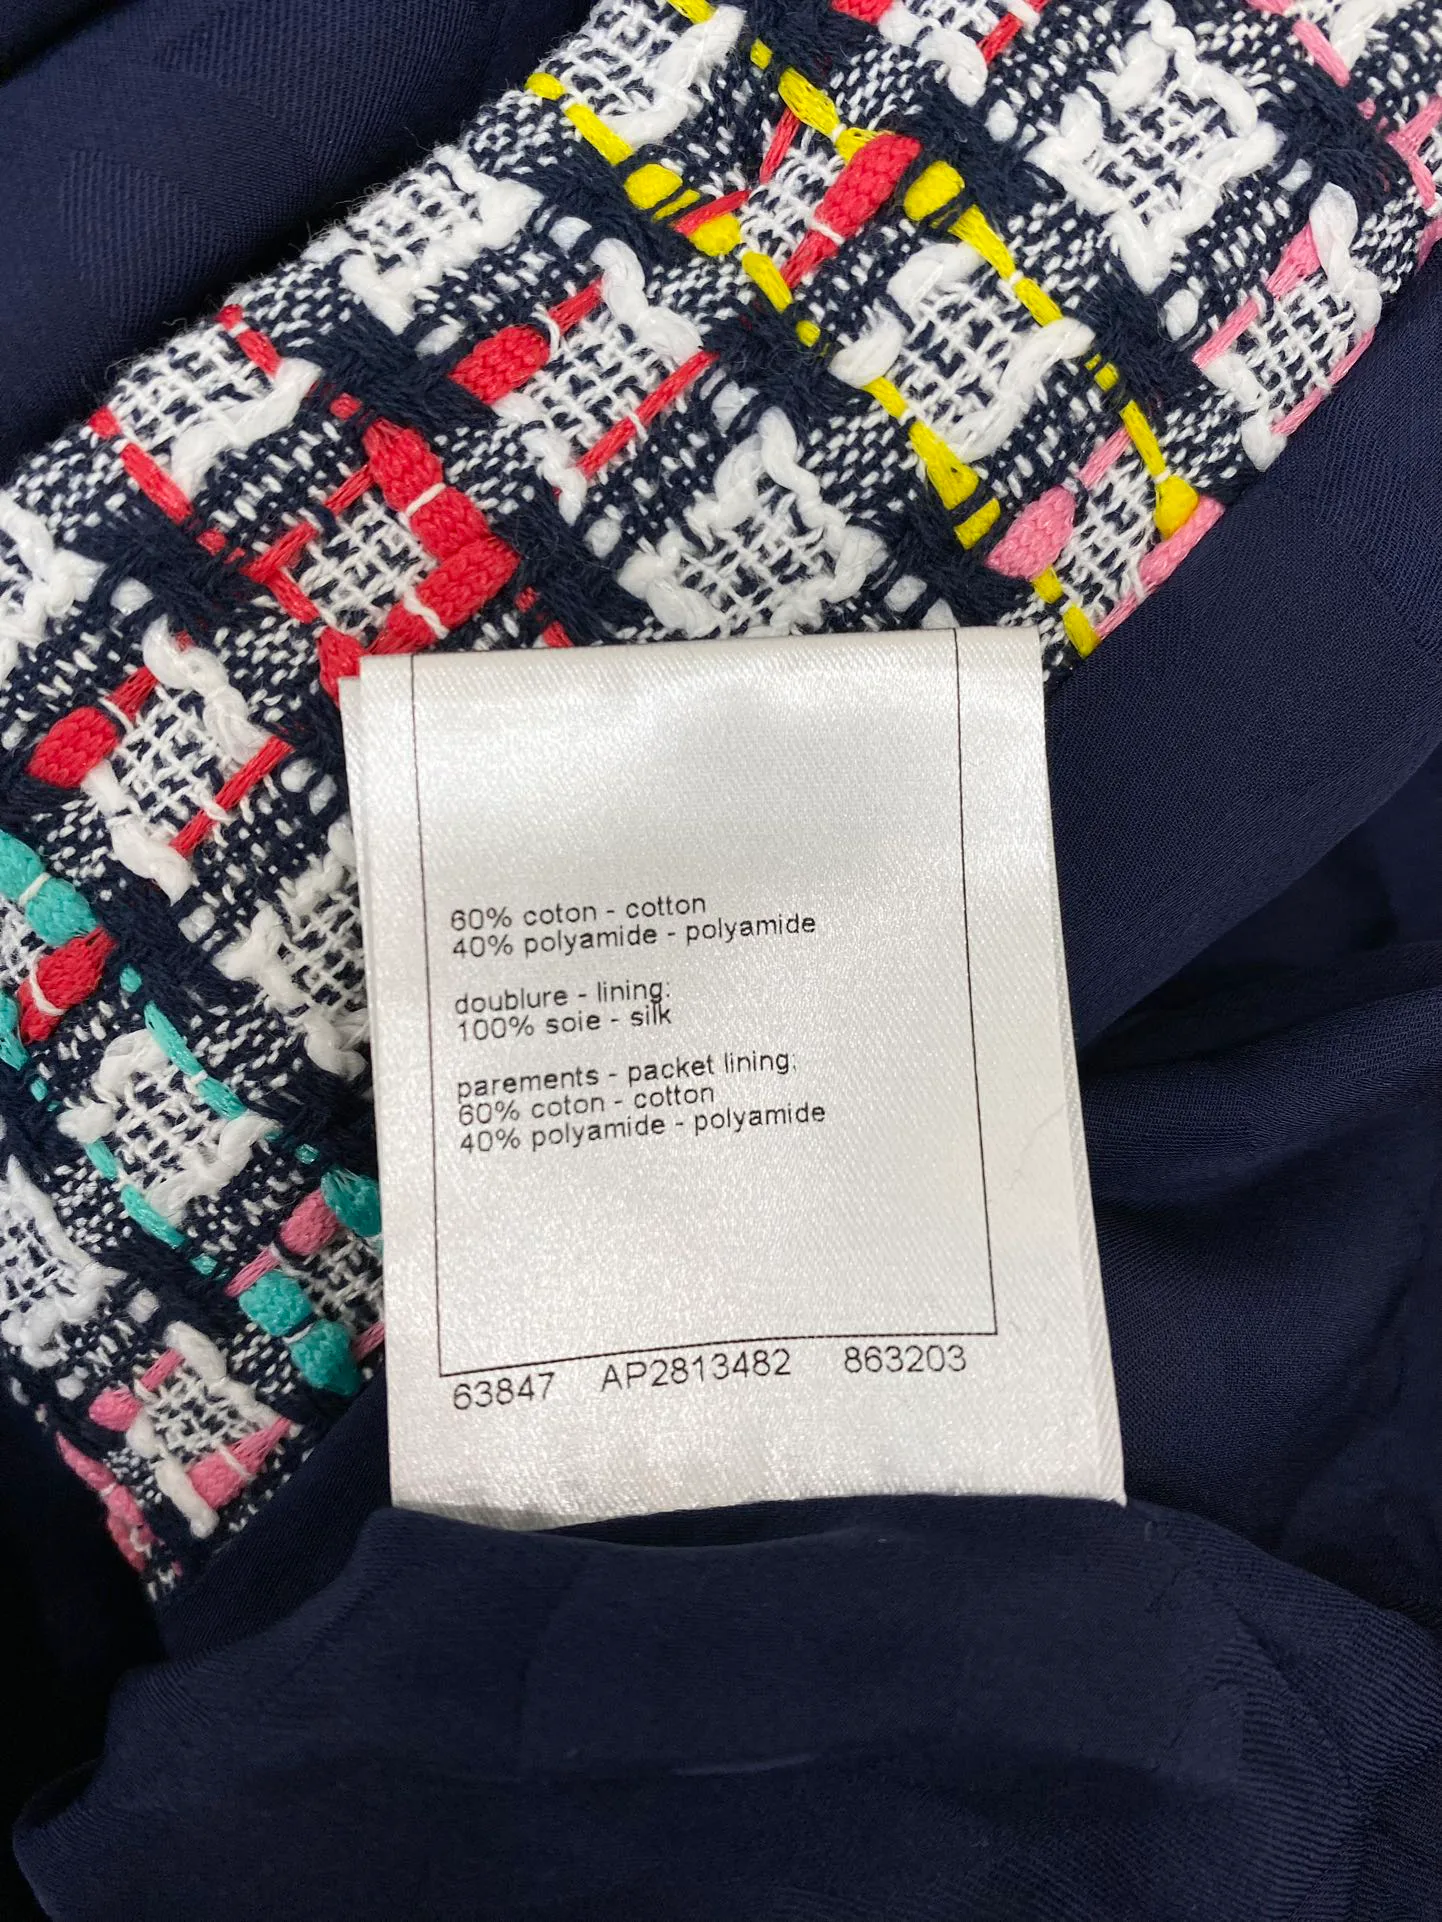 60% coton - cotton
40% polyamide - polyamide
doublure - lining:
100% soie - silk
parements - packet lining:
60% coton - cotton
40% polyamide - polyamide
63847 AP2813482 863203